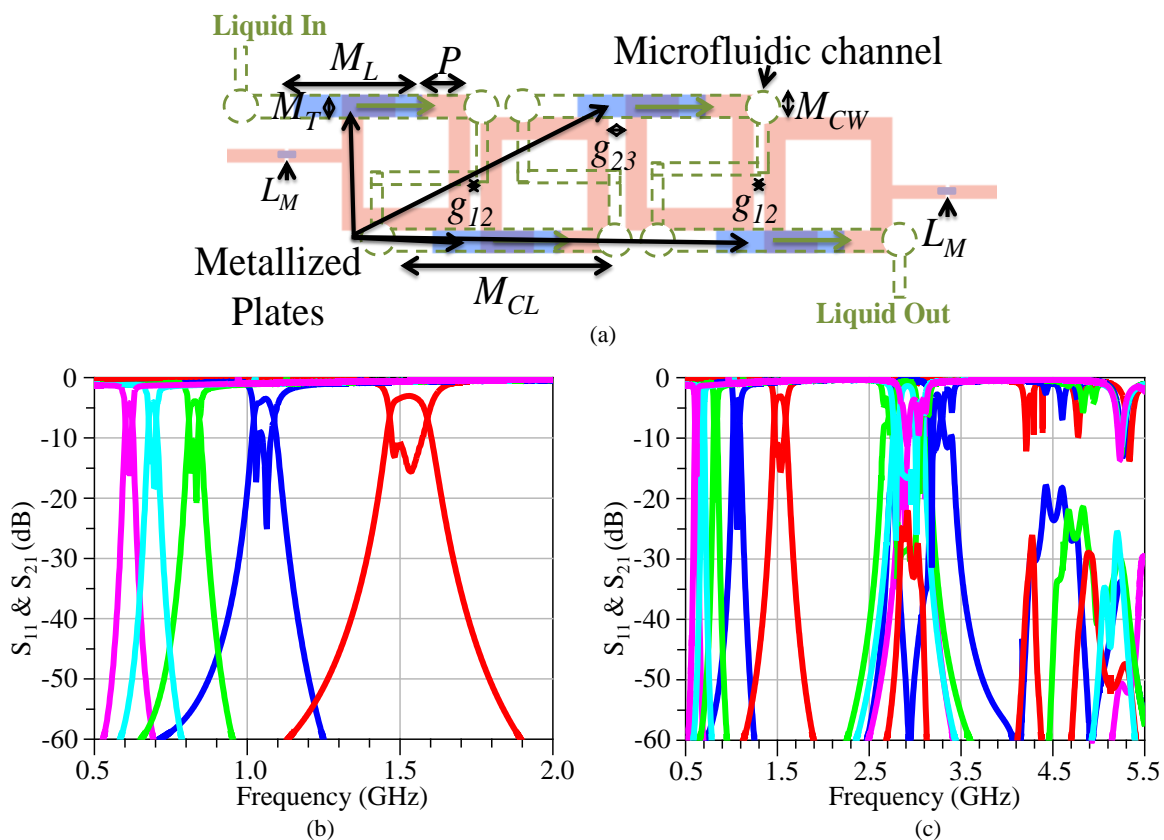 Liquid In
M_L
P
Microfluidic channel
M_T
M_CW
g_23
L_M
g_12
g_12
L_M
Metallized
Plates
M_CL
Liquid Out
(a)
0
-10
-20
-30
-40
-50
-60
S_11 & S_21 (dB)
0.5 1.0 1.5 2.0
Frequency (GHz)
(b)
0
-10
-20
-30
-40
-50
-60
S_11 & S_21 (dB)
0.5 1.5 2.5 3.5 4.5 5.5
Frequency (GHz)
(c)